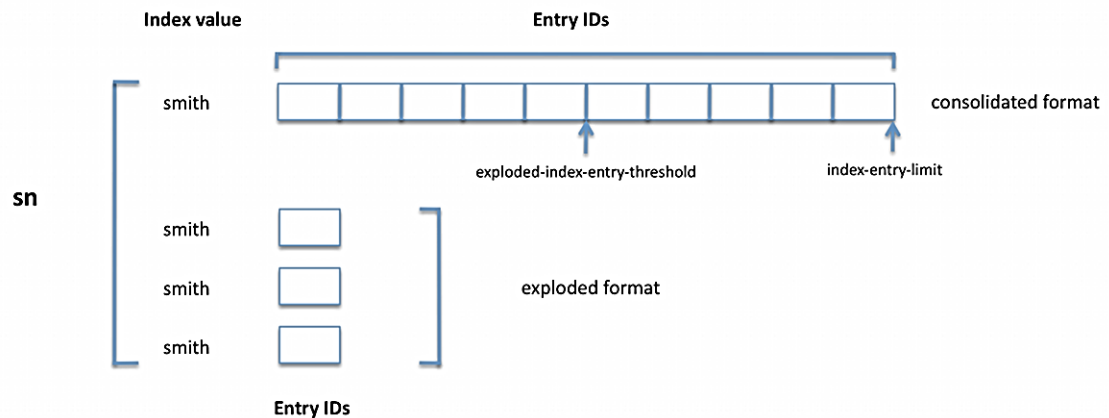 Index value
Entry IDs
smith
consolidated format
exploded-index-entry-threshold
index-entry-limit
sn
smith
smith
exploded format
smith
Entry IDs